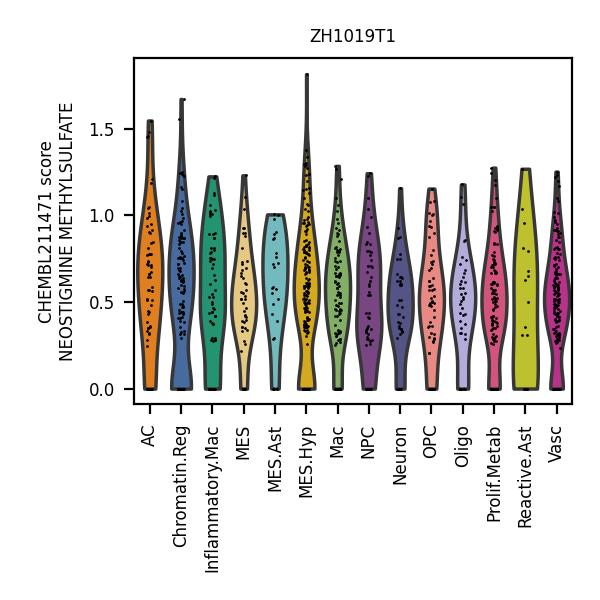 ZH1019T1
CHEMBL211471 score
NEOSTIGMINE METHYLSULFATE
1.5
1.0
0.5
0.0
AC
Chromatin.Reg
Inflammatory.Mac
MES
MES.Ast
MES.Hyp
Mac
NPC
Neuron
OPC
Oligo
Prolif.Metab
Reactive.Ast
Vasc